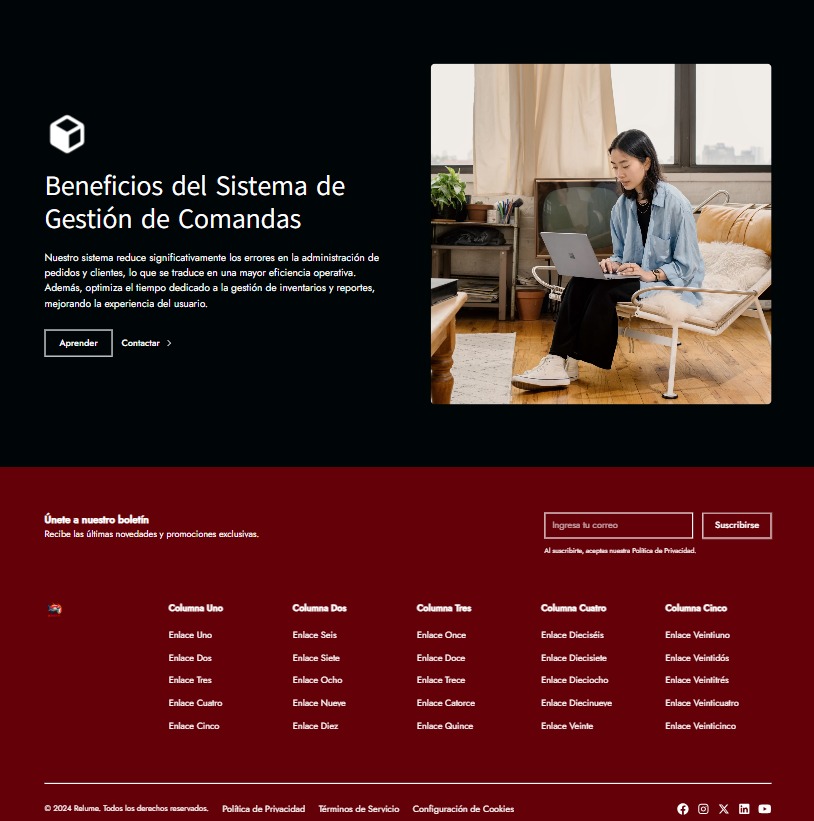 Beneficios del Sistema de
Gestión de Comandas
Nuestro sistema reduce significativamente los errores en la administración de
pedidos y clientes, lo que se traduce en una mayor eficiencia operativa.
Además, optimiza el tiempo dedicado a la gestión de inventarios y reportes,
mejorando la experiencia del usuario.
Aprender
Contactar
Únete a nuestro boletín
Recibe las últimas novedades y promociones exclusivas.
Ingresa tu correo
Suscribirse
Al suscribirte, aceptas nuestra Política de Privacidad.
Columna Uno
Enlace Uno
Enlace Dos
Enlace Tres
Enlace Cuatro
Enlace Cinco
Columna Dos
Enlace Seis
Enlace Siete
Enlace Ocho
Enlace Nueve
Enlace Diez
Columna Tres
Enlace Once
Enlace Doce
Enlace Trece
Enlace Catorce
Enlace Quince
Columna Cuatro
Enlace Dieciséis
Enlace Diecisiete
Enlace Dieciocho
Enlace Diecinueve
Enlace Veinte
Columna Cinco
Enlace Veintiuno
Enlace Veintidós
Enlace Veintitrés
Enlace Veinticuatro
Enlace Veinticinco
© 2024 Relume. Todos los derechos reservados.
Política de Privacidad
Términos de Servicio
Configuración de Cookies